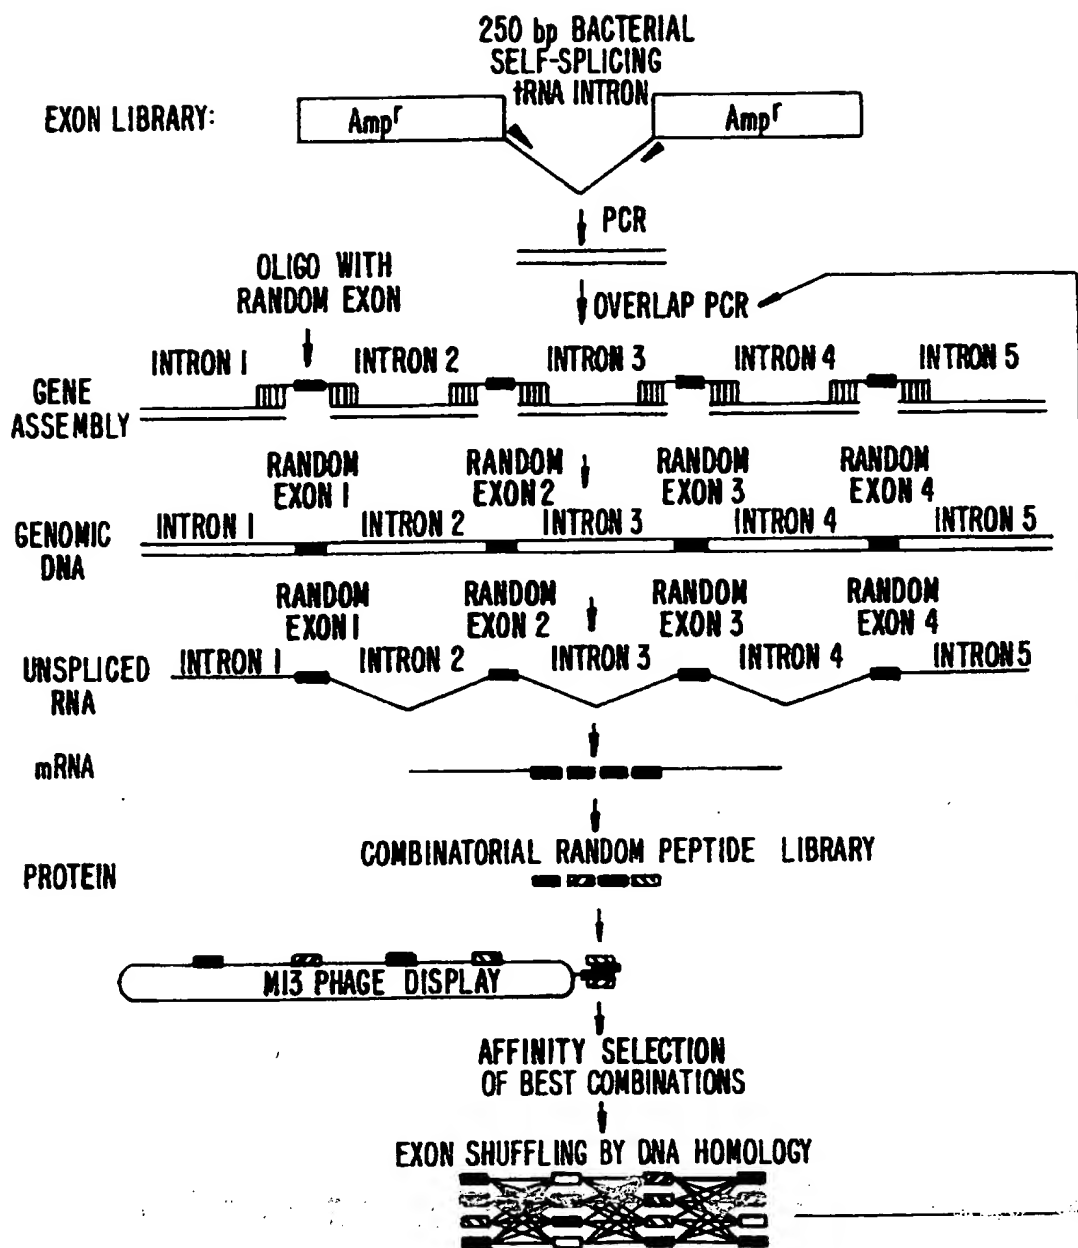 250 bp BACTERIAL
SELF-SPLICING
tRNA INTRON
EXON LIBRARY:
Ampr
Ampr
PCR
OLIGO WITH
RANDOM EXON
OVERLAP PCR
INTRON 1
INTRON 2
INTRON 3
INTRON 4
INTRON 5
GENE
ASSEMBLY
RANDOM
EXON 1
RANDOM
EXON 2
RANDOM
EXON 3
RANDOM
EXON 4
INTRON 1
INTRON 2
INTRON 3
INTRON 4
INTRON 5
GENOMIC
DNA
RANDOM
EXON 1
RANDOM
EXON 2
RANDOM
EXON 3
RANDOM
EXON 4
INTRON 1
INTRON 2
INTRON 3
INTRON 4
INTRON 5
UNSPLICED
RNA
mRNA
COMBINATORIAL RANDOM PEPTIDE LIBRARY
PROTEIN
M13 PHAGE DISPLAY
AFFINITY SELECTION
OF BEST COMBINATIONS
EXON SHUFFLING BY DNA HOMOLOGY